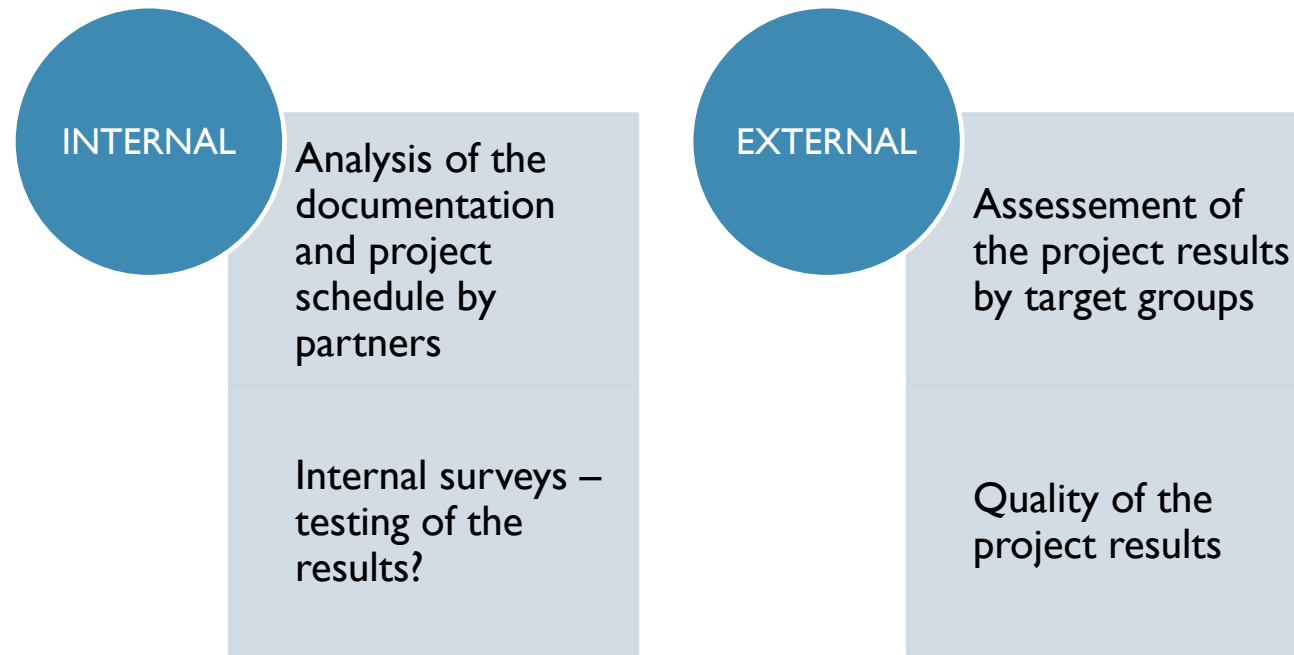 INTERNAL
Analysis of the
documentation
and project
schedule by
partners
Internal surveys –
testing of the
results?
EXTERNAL
Assessement of
the project results
by target groups
Quality of the
project results